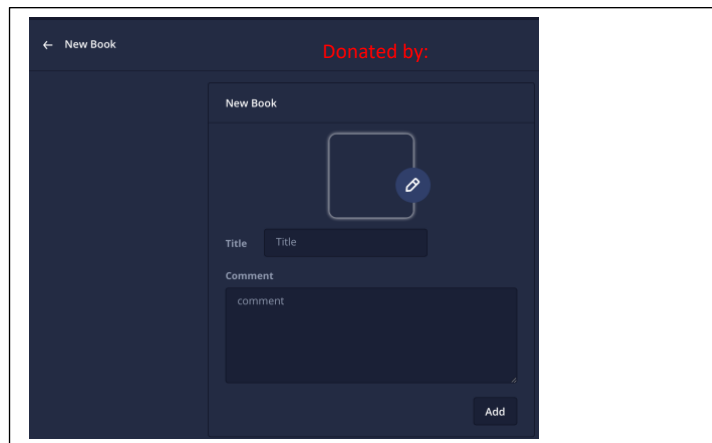 ← New Book
Donated by:
New Book
Title
Title
Comment
comment
Add